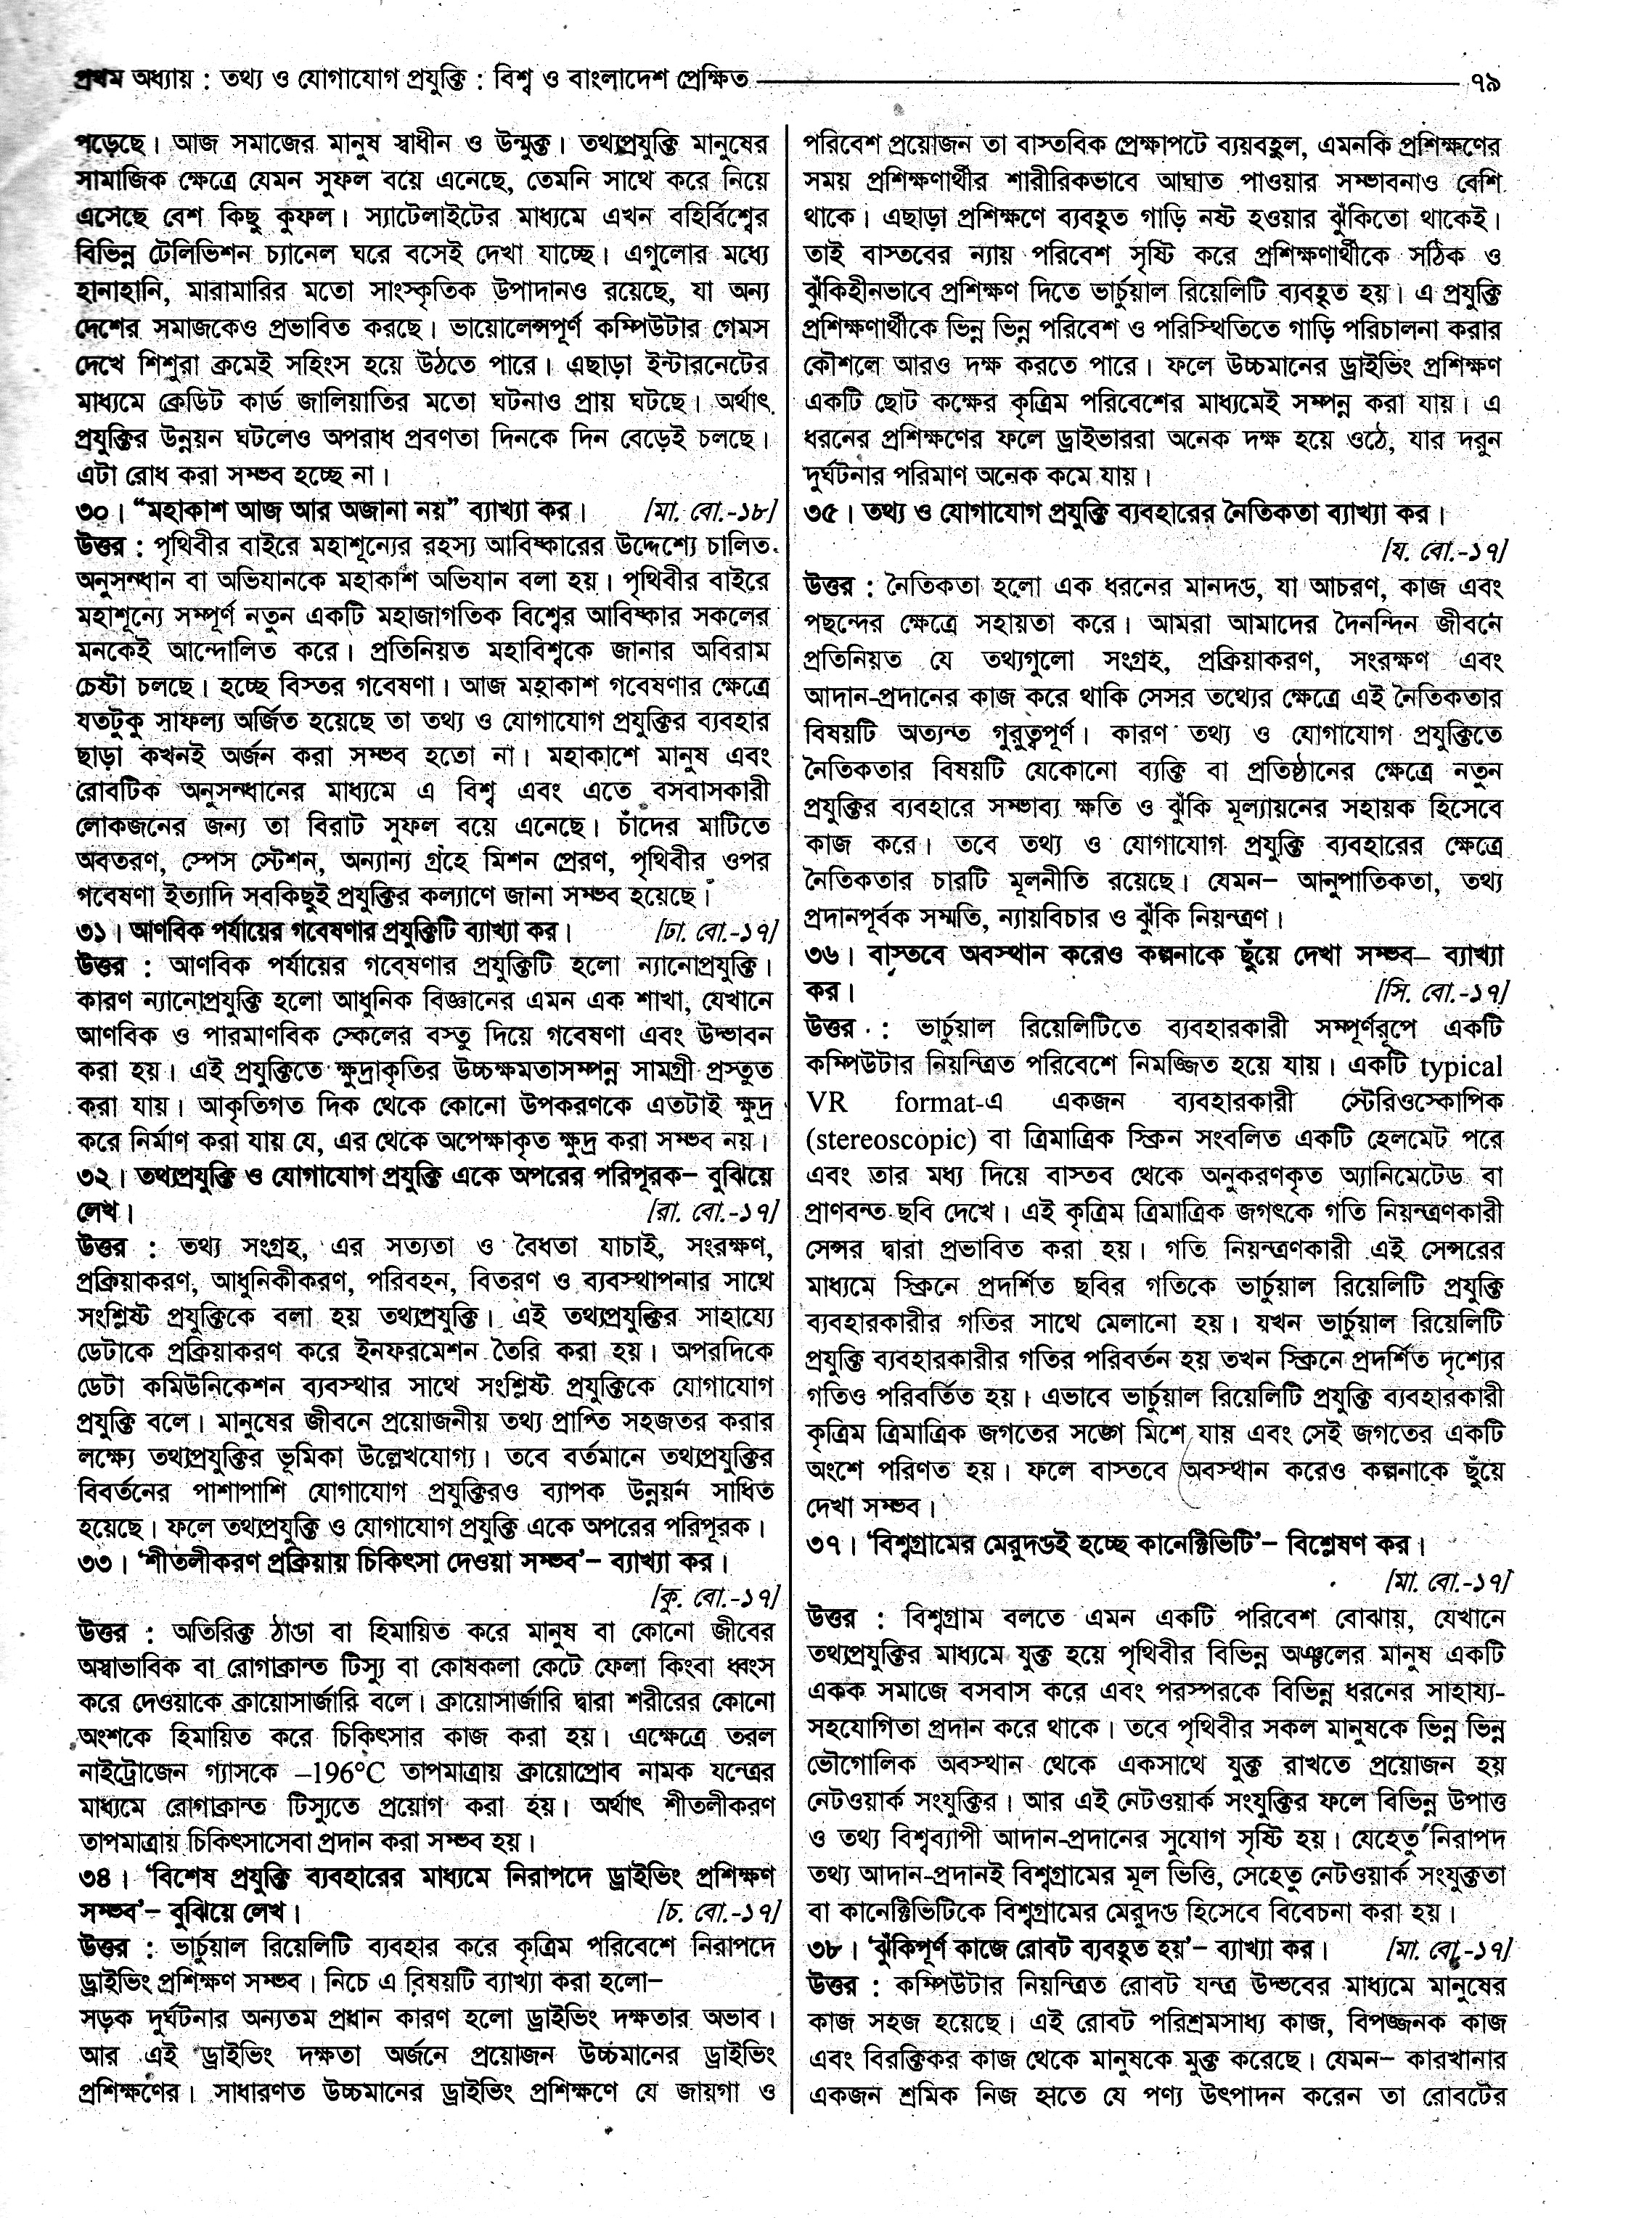 প্রথম অধ্যায় : তথ্য ও যোগাযোগ প্রযুক্তি : বিশ্ব ও বাংলাদেশ প্রেক্ষিত ৭৯
পড়েছে। আজ সমাজের মানুষ স্বাধীন ও উন্মুক্ত। তথ্যপ্রযুক্তি মানুষের
সামাজিক ক্ষেত্রে যেমন সুফল বয়ে এনেছে, তেমনি সাথে করে নিয়ে
এসেছে বেশ কিছু কুফল। স্যাটেলাইটের মাধ্যমে এখন বহির্বিশ্বের
বিভিন্ন টেলিভিশন চ্যানেল ঘরে বসেই দেখা যাচ্ছে। এগুলোর মধ্যে
হানাহানি, মারামারির মতো সাংস্কৃতিক উপাদানও রয়েছে, যা অন্য
দেশের সমাজকেও প্রভাবিত করছে। ভায়োলেন্সপূর্ণ কম্পিউটার গেমস
দেখে শিশুরা ক্রমেই সহিংস হয়ে উঠতে পারে। এছাড়া ইন্টারনেটের
মাধ্যমে ক্রেডিট কার্ড জালিয়াতির মতো ঘটনাও প্রায় ঘটছে। অর্থাৎ
প্রযুক্তির উন্নয়ন ঘটলেও অপরাধ প্রবণতা দিনকে দিন বেড়েই চলছে।
এটা রোধ করা সম্ভব হচ্ছে না।
৩০। “মহাকাশ আজ আর অজানা নয়” ব্যাখ্যা কর। [মা. বো.-১৮]
উত্তর : পৃথিবীর বাইরে মহাশূন্যের রহস্য আবিষ্কারের উদ্দেশ্যে চালিত
অনুসন্ধান বা অভিযানকে মহাকাশ অভিযান বলা হয়। পৃথিবীর বাইরে
মহাশূন্যে সম্পূর্ণ নতুন একটি মহাজাগতিক বিশ্বের আবিষ্কার সকলের
মনকেই আন্দোলিত করে। প্রতিনিয়ত মহাবিশ্বকে জানার অবিরাম
চেষ্টা চলছে। হচ্ছে বিস্তর গবেষণা। আজ মহাকাশ গবেষণার ক্ষেত্রে
যতটুকু সাফল্য অর্জিত হয়েছে তা তথ্য ও যোগাযোগ প্রযুক্তির ব্যবহার
ছাড়া কখনই অর্জন করা সম্ভব হতো না। মহাকাশে মানুষ এবং
রোবটিক অনুসন্ধানের মাধ্যমে এ বিশ্ব এবং এতে বসবাসকারী
লোকজনের জন্য তা বিরাট সুফল বয়ে এনেছে। চাঁদের মাটিতে
অবতরণ, স্পেস স্টেশন, অন্যান্য গ্রহে মিশন প্রেরণ, পৃথিবীর ওপর
গবেষণা ইত্যাদি সবকিছুই প্রযুক্তির কল্যাণে জানা সম্ভব হয়েছে।
৩১। আণবিক পর্যায়ের গবেষণার প্রযুক্তিটি ব্যাখ্যা কর। [ঢা. বো.-১৭]
উত্তর : আণবিক পর্যায়ের গবেষণার প্রযুক্তিটি হলো ন্যানোপ্রযুক্তি।
কারণ ন্যানোপ্রযুক্তি হলো আধুনিক বিজ্ঞানের এমন এক শাখা, যেখানে
আণবিক ও পারমাণবিক স্কেলের বস্তু দিয়ে গবেষণা এবং উদ্ভাবন
করা হয়। এই প্রযুক্তিতে ক্ষুদ্রাকৃতির উচ্চক্ষমতাসম্পন্ন সামগ্রী প্রস্তুত
করা যায়। আকৃতিগত দিক থেকে কোনো উপকরণকে এতটাই ক্ষুদ্র
করে নির্মাণ করা যায় যে, এর থেকে অপেক্ষাকৃত ক্ষুদ্র করা সম্ভব নয়।
৩২। তথ্যপ্রযুক্তি ও যোগাযোগ প্রযুক্তি একে অপরের পরিপূরক– বুঝিয়ে
লেখ। [রা. বো.-১৭]
উত্তর : তথ্য সংগ্রহ, এর সত্যতা ও বৈধতা যাচাই, সংরক্ষণ,
প্রক্রিয়াকরণ, আধুনিকীকরণ, পরিবহন, বিতরণ ও ব্যবস্থাপনার সাথে
সংশ্লিষ্ট প্রযুক্তিকে বলা হয় তথ্যপ্রযুক্তি। এই তথ্যপ্রযুক্তির সাহায্যে
ডেটাকে প্রক্রিয়াকরণ করে ইনফরমেশন তৈরি করা হয়। অপরদিকে
ডেটা কমিউনিকেশন ব্যবস্থার সাথে সংশ্লিষ্ট প্রযুক্তিকে যোগাযোগ
প্রযুক্তি বলে। মানুষের জীবনে প্রয়োজনীয় তথ্য প্রাপ্তি সহজতর করার
লক্ষ্যে তথ্যপ্রযুক্তির ভূমিকা উল্লেখযোগ্য। তবে বর্তমানে তথ্যপ্রযুক্তির
বিবর্তনের পাশাপাশি যোগাযোগ প্রযুক্তিরও ব্যাপক উন্নয়ন সাধিত
হয়েছে। ফলে তথ্যপ্রযুক্তি ও যোগাযোগ প্রযুক্তি একে অপরের পরিপূরক।
৩৩। ‘শীতলীকরণ প্রক্রিয়ায় চিকিৎসা দেওয়া সম্ভব’– ব্যাখ্যা কর।
[কু. বো.-১৭]
উত্তর : অতিরিক্ত ঠাণ্ডা বা হিমায়িত করে মানুষ বা কোনো জীবের
অস্বাভাবিক বা রোগাক্রান্ত টিস্যু বা কোষকলা কেটে ফেলা কিংবা ধ্বংস
করে দেওয়াকে ক্রায়োসার্জারি বলে। ক্রায়োসার্জারি দ্বারা শরীরের কোনো
অংশকে হিমায়িত করে চিকিৎসার কাজ করা হয়। এক্ষেত্রে তরল
নাইট্রোজেন গ্যাসকে –196°C তাপমাত্রায় ক্রায়োপ্রোব নামক যন্ত্রের
মাধ্যমে রোগাক্রান্ত টিস্যুতে প্রয়োগ করা হয়। অর্থাৎ শীতলীকরণ
তাপমাত্রায় চিকিৎসাসেবা প্রদান করা সম্ভব হয়।
৩৪। ‘বিশেষ প্রযুক্তি ব্যবহারের মাধ্যমে নিরাপদে ড্রাইভিং প্রশিক্ষণ
সম্ভব’– বুঝিয়ে লেখ। [চ. বো.-১৭]
উত্তর : ভার্চুয়াল রিয়েলিটি ব্যবহার করে কৃত্রিম পরিবেশে নিরাপদে
ড্রাইভিং প্রশিক্ষণ সম্ভব। নিচে এ বিষয়টি ব্যাখ্যা করা হলো–
সড়ক দুর্ঘটনার অন্যতম প্রধান কারণ হলো ড্রাইভিং দক্ষতার অভাব।
আর এই ড্রাইভিং দক্ষতা অর্জনে প্রয়োজন উচ্চমানের ড্রাইভিং
প্রশিক্ষণের। সাধারণত উচ্চমানের ড্রাইভিং প্রশিক্ষণে যে জায়গা ও
পরিবেশ প্রয়োজন তা বাস্তবিক প্রেক্ষাপটে ব্যয়বহুল, এমনকি প্রশিক্ষণের
সময় প্রশিক্ষণার্থীর শারীরিকভাবে আঘাত পাওয়ার সম্ভাবনাও বেশি
থাকে। এছাড়া প্রশিক্ষণে ব্যবহৃত গাড়ি নষ্ট হওয়ার ঝুঁকিতো থাকেই।
তাই বাস্তবের ন্যায় পরিবেশ সৃষ্টি করে প্রশিক্ষণার্থীকে সঠিক ও
ঝুঁকিহীনভাবে প্রশিক্ষণ দিতে ভার্চুয়াল রিয়েলিটি ব্যবহৃত হয়। এ প্রযুক্তি
প্রশিক্ষণার্থীকে ভিন্ন ভিন্ন পরিবেশ ও পরিস্থিতিতে গাড়ি পরিচালনা করার
কৌশলে আরও দক্ষ করতে পারে। ফলে উচ্চমানের ড্রাইভিং প্রশিক্ষণ
একটি ছোট কক্ষের কৃত্রিম পরিবেশের মাধ্যমেই সম্পন্ন করা যায়। এ
ধরনের প্রশিক্ষণের ফলে ড্রাইভাররা অনেক দক্ষ হয়ে ওঠে, যার দরুন
দুর্ঘটনার পরিমাণ অনেক কমে যায়।
৩৫। তথ্য ও যোগাযোগ প্রযুক্তি ব্যবহারের নৈতিকতা ব্যাখ্যা কর।
[য. বো.-১৭]
উত্তর : নৈতিকতা হলো এক ধরনের মানদণ্ড, যা আচরণ, কাজ এবং
পছন্দের ক্ষেত্রে সহায়তা করে। আমরা আমাদের দৈনন্দিন জীবনে
প্রতিনিয়ত যে তথ্যগুলো সংগ্রহ, প্রক্রিয়াকরণ, সংরক্ষণ এবং
আদান-প্রদানের কাজ করে থাকি সেসর তথ্যের ক্ষেত্রে এই নৈতিকতার
বিষয়টি অত্যন্ত গুরুত্বপূর্ণ। কারণ তথ্য ও যোগাযোগ প্রযুক্তিতে
নৈতিকতার বিষয়টি যেকোনো ব্যক্তি বা প্রতিষ্ঠানের ক্ষেত্রে নতুন
প্রযুক্তির ব্যবহারে সম্ভাব্য ক্ষতি ও ঝুঁকি মূল্যায়নের সহায়ক হিসেবে
কাজ করে। তবে তথ্য ও যোগাযোগ প্রযুক্তি ব্যবহারের ক্ষেত্রে
নৈতিকতার চারটি মূলনীতি রয়েছে। যেমন– আনুপাতিকতা, তথ্য
প্রদানপূর্বক সম্মতি, ন্যায়বিচার ও ঝুঁকি নিয়ন্ত্রণ।
৩৬। বাস্তবে অবস্থান করেও কল্পনাকে ছুঁয়ে দেখা সম্ভব– ব্যাখ্যা
কর। [সি. বো.-১৭]
উত্তর : ভার্চুয়াল রিয়েলিটিতে ব্যবহারকারী সম্পূর্ণরূপে একটি
কম্পিউটার নিয়ন্ত্রিত পরিবেশে নিমজ্জিত হয়ে যায়। একটি typical
VR format-এ একজন ব্যবহারকারী স্টেরিওস্কোপিক
(stereoscopic) বা ত্রিমাত্রিক স্ক্রিন সংবলিত একটি হেলমেট পরে
এবং তার মধ্য দিয়ে বাস্তব থেকে অনুকরণকৃত অ্যানিমেটেড বা
প্রাণবন্ত ছবি দেখে। এই কৃত্রিম ত্রিমাত্রিক জগৎকে গতি নিয়ন্ত্রণকারী
সেন্সর দ্বারা প্রভাবিত করা হয়। গতি নিয়ন্ত্রণকারী এই সেন্সরের
মাধ্যমে স্ক্রিনে প্রদর্শিত ছবির গতিকে ভার্চুয়াল রিয়েলিটি প্রযুক্তি
ব্যবহারকারীর গতির সাথে মেলানো হয়। যখন ভার্চুয়াল রিয়েলিটি
প্রযুক্তি ব্যবহারকারীর গতির পরিবর্তন হয় তখন স্ক্রিনে প্রদর্শিত দৃশ্যের
গতিও পরিবর্তিত হয়। এভাবে ভার্চুয়াল রিয়েলিটি প্রযুক্তি ব্যবহারকারী
কৃত্রিম ত্রিমাত্রিক জগতের সঙ্গে মিশে যায় এবং সেই জগতের একটি
অংশে পরিণত হয়। ফলে বাস্তবে অবস্থান করেও কল্পনাকে ছুঁয়ে
দেখা সম্ভব।
৩৭। ‘বিশ্বগ্রামের মেরুদণ্ডই হচ্ছে কানেক্টিভিটি’– বিশ্লেষণ কর।
[মা. বো.-১৭]
উত্তর : বিশ্বগ্রাম বলতে এমন একটি পরিবেশ বোঝায়, যেখানে
তথ্যপ্রযুক্তির মাধ্যমে যুক্ত হয়ে পৃথিবীর বিভিন্ন অঞ্চলের মানুষ একটি
একক সমাজে বসবাস করে এবং পরস্পরকে বিভিন্ন ধরনের সাহায্য-
সহযোগিতা প্রদান করে থাকে। তবে পৃথিবীর সকল মানুষকে ভিন্ন ভিন্ন
ভৌগোলিক অবস্থান থেকে একসাথে যুক্ত রাখতে প্রয়োজন হয়
নেটওয়ার্ক সংযুক্তির। আর এই নেটওয়ার্ক সংযুক্তির ফলে বিভিন্ন উপাত্ত
ও তথ্য বিশ্বব্যাপী আদান-প্রদানের সুযোগ সৃষ্টি হয়। যেহেতু নিরাপদ
তথ্য আদান-প্রদানই বিশ্বগ্রামের মূল ভিত্তি, সেহেতু নেটওয়ার্ক সংযুক্ততা
বা কানেক্টিভিটিকে বিশ্বগ্রামের মেরুদণ্ড হিসেবে বিবেচনা করা হয়।
৩৮। ‘ঝুঁকিপূর্ণ কাজে রোবট ব্যবহৃত হয়’– ব্যাখ্যা কর। [মা. বো.-১৭]
উত্তর : কম্পিউটার নিয়ন্ত্রিত রোবট যন্ত্র উদ্ভবের মাধ্যমে মানুষের
কাজ সহজ হয়েছে। এই রোবট পরিশ্রমসাধ্য কাজ, বিপজ্জনক কাজ
এবং বিরক্তিকর কাজ থেকে মানুষকে মুক্ত করেছে। যেমন– কারখানার
একজন শ্রমিক নিজ হাতে যে পণ্য উৎপাদন করেন তা রোবটের